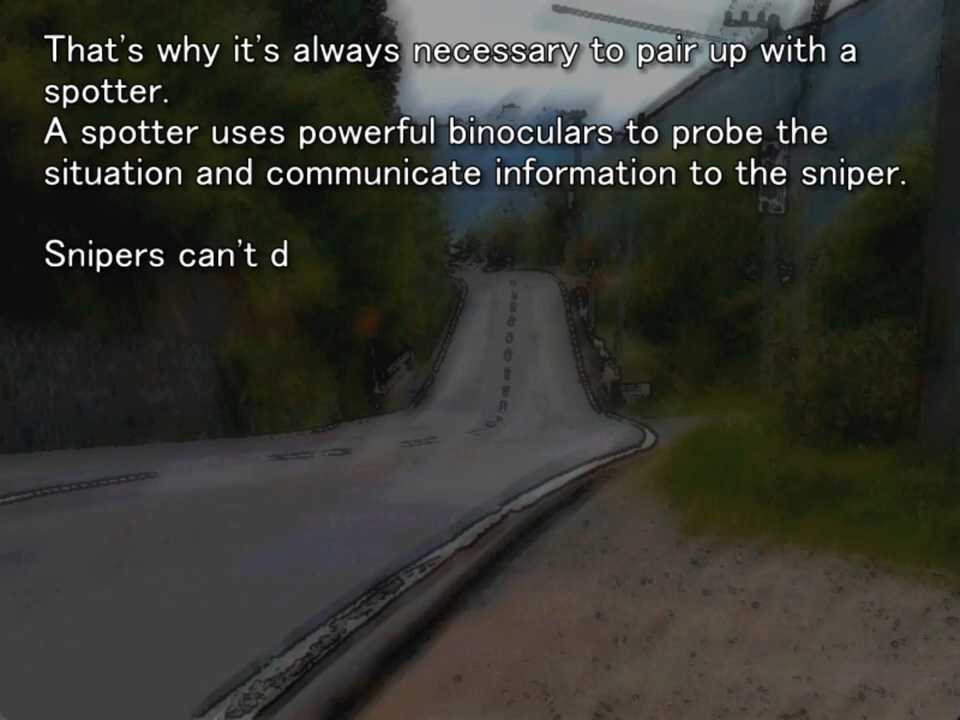 That's why it's always necessary to pair up with a
spotter.
A spotter uses powerful binoculars to probe the
situation and communicate information to the sniper.
Snipers can't d